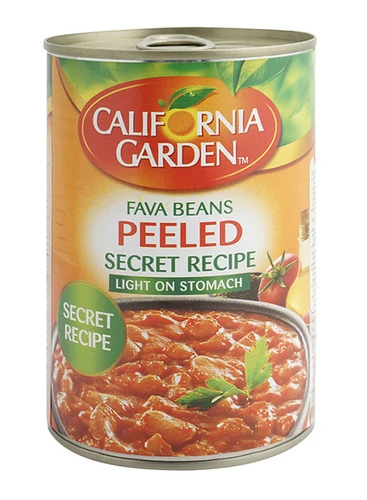 CALIFORNIA
GARDEN™
FAVA BEANS
PEELED
SECRET RECIPE
LIGHT ON STOMACH
SECRET
RECIPE